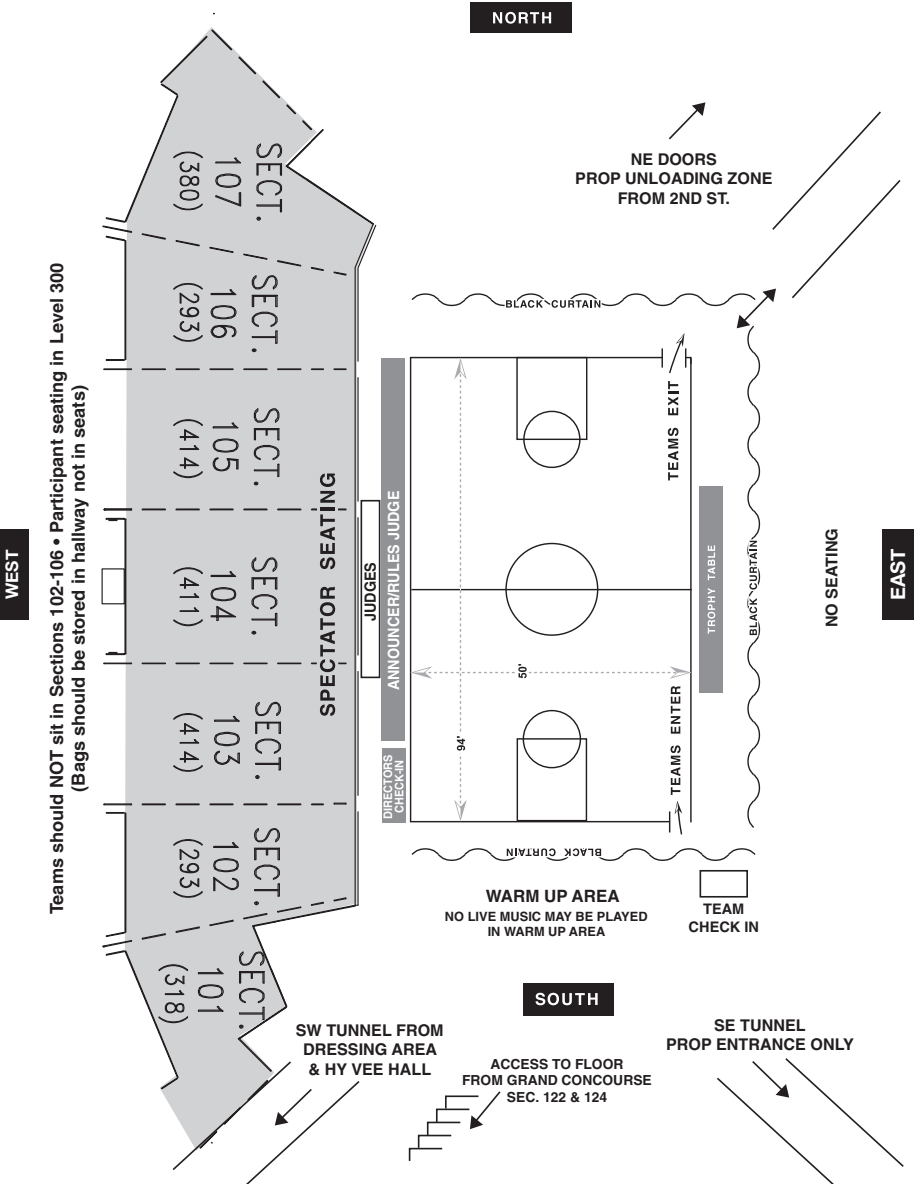 NORTH
NE DOORS
PROP UNLOADING ZONE
FROM 2ND ST.
WEST
Teams should NOT sit in Sections 102-106 • Participant seating in Level 300
(Bags should be stored in hallway not in seats)
SECT.
107
(380)
SECT.
106
(293)
SECT.
105
(414)
SECT.
104
(411)
SECT.
103
(414)
SECT.
102
(293)
SECT.
101
(318)
SPECTATOR SEATING
JUDGES
ANNOUNCER/RULES JUDGE
DIRECTORS
CHECK-IN
BLACK CURTAIN
TEAMS EXIT
50'
94'
TEAMS ENTER
TROPHY TABLE
BLACK CURTAIN
NO SEATING
EAST
BLACK CURTAIN
WARM UP AREA
NO LIVE MUSIC MAY BE PLAYED
IN WARM UP AREA
TEAM
CHECK IN
SOUTH
SW TUNNEL FROM
DRESSING AREA
& HY VEE HALL
ACCESS TO FLOOR
FROM GRAND CONCOURSE
SEC. 122 & 124
SE TUNNEL
PROP ENTRANCE ONLY